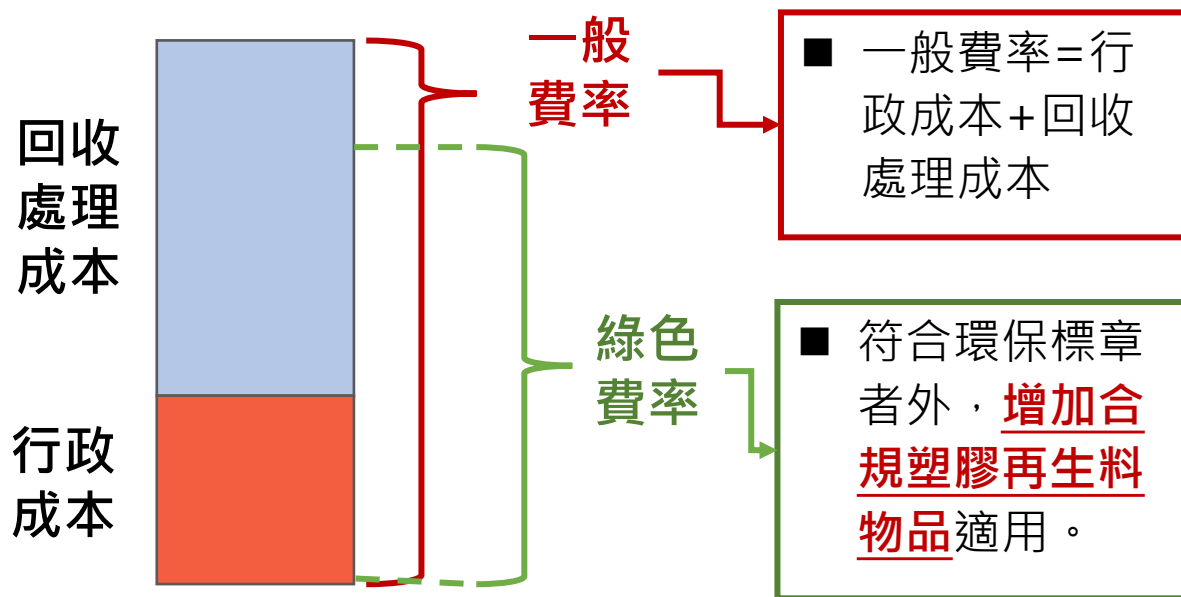 回收
處理
成本
行政
成本
一般
費率
■ 一般費率=行
政成本+回收
處理成本
綠色
費率
■ 符合環保標章
者外，增加合
規塑膠再生料
物品適用。